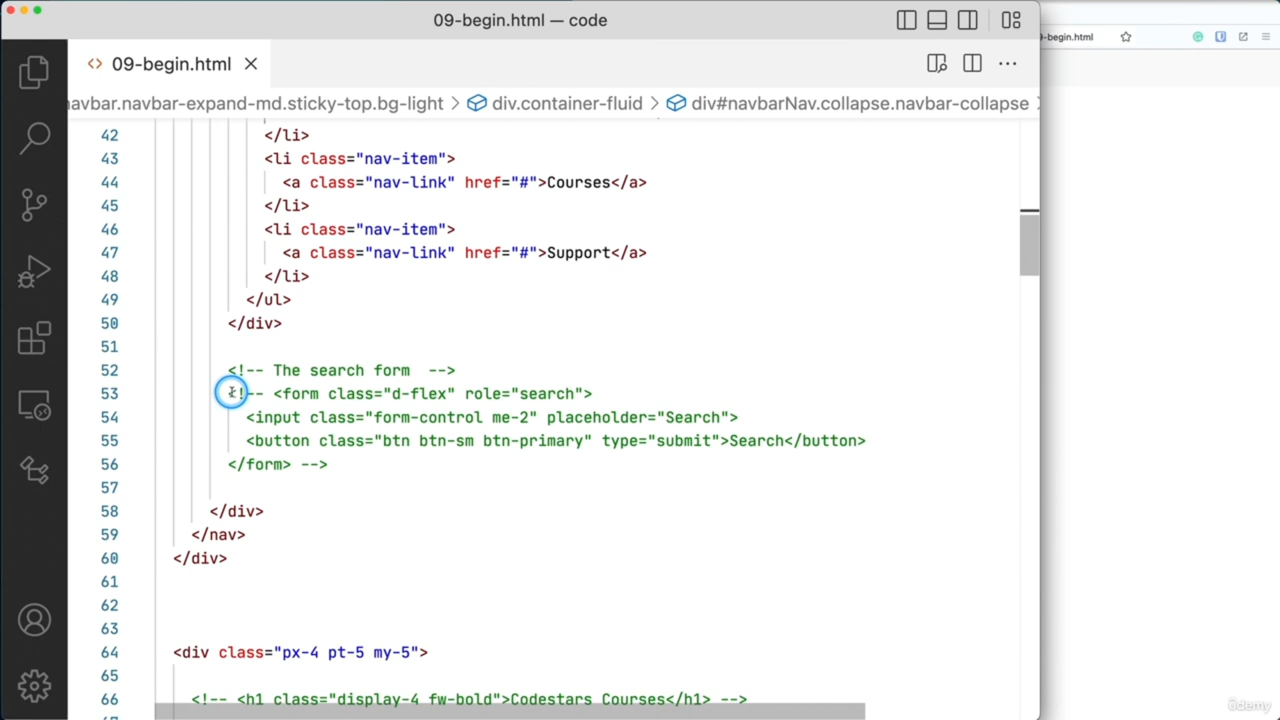 09-begin.html — code
09-begin.html
9-begin.html
navbar.navbar-expand-md.sticky-top.bg-light > div.container-fluid > div#navbarNav.collapse.navbar-collapse
42 </li>
43 <li class="nav-item">
44 <a class="nav-link" href="#">Courses</a>
45 </li>
46 <li class="nav-item">
47 <a class="nav-link" href="#">Support</a>
48 </li>
49 </ul>
50 </div>
51
52 <!-- The search form  -->
53 <!-- <form class="d-flex" role="search">
54 <input class="form-control me-2" placeholder="Search">
55 <button class="btn btn-sm btn-primary" type="submit">Search</button>
56 </form> -->
57
58 </div>
59 </nav>
60 </div>
61
62
63
64 <div class="px-4 pt-5 my-5">
65
66 <!-- <h1 class="display-4 fw-bold">Codestars Courses</h1> -->
ûdemy